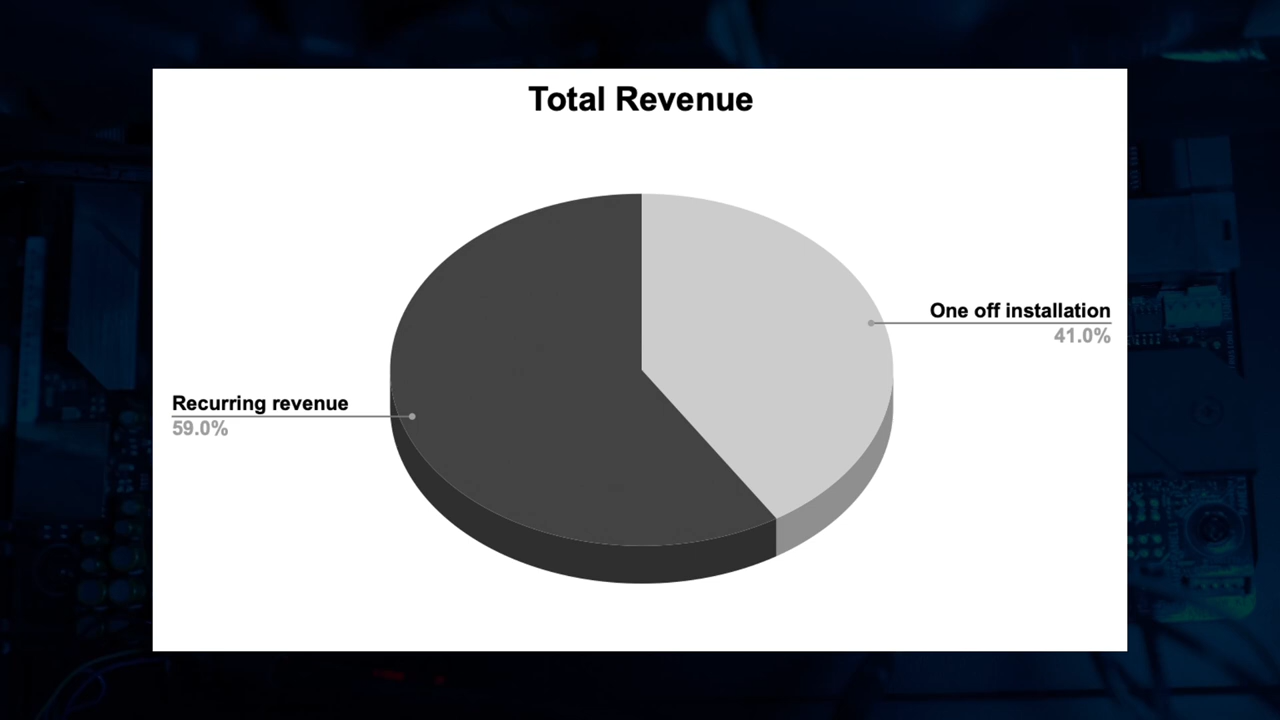 Total Revenue
One off installation
41.0%
Recurring revenue
59.0%